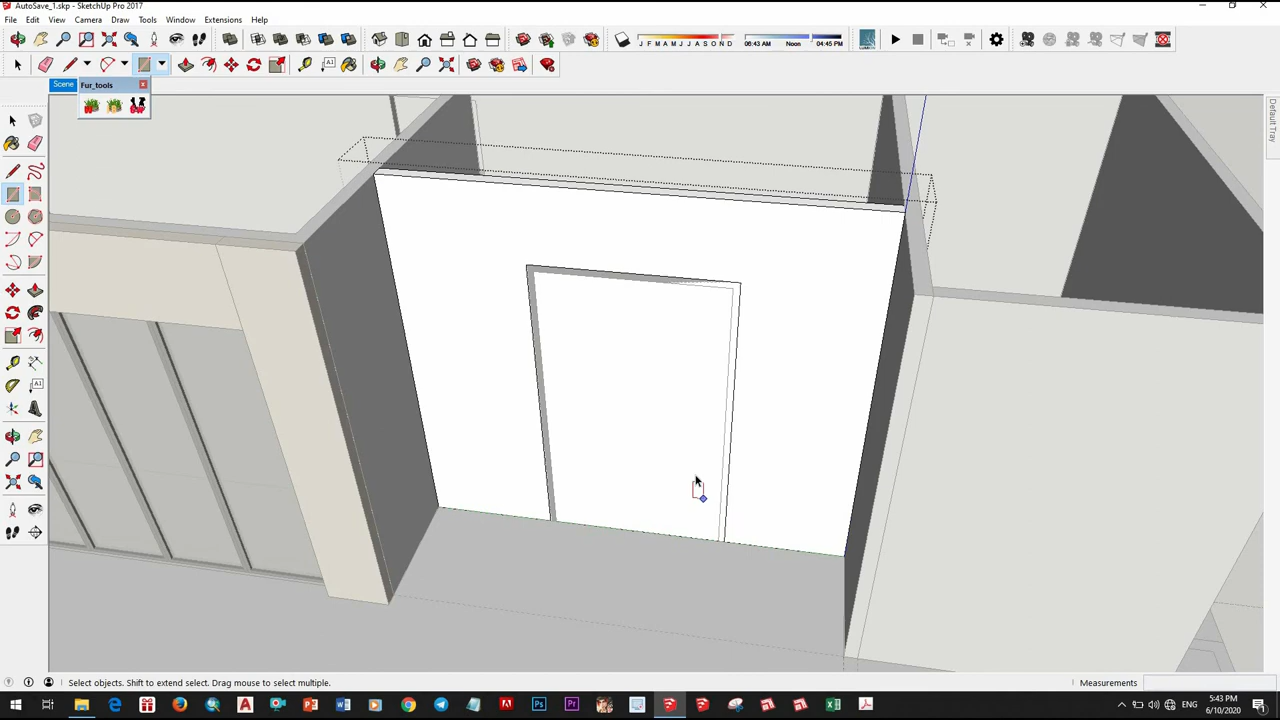 AutoSave_1.skp - SketchUp Pro 2017
File Edit View Camera Draw Tools Window Extensions Help
J F M A M J J A S O N D 06:43 AM Noon 04:45 PM
Scene Fur_tools
Default Tray
Select objects. Shift to extend select. Drag mouse to select multiple.
Measurements
ENG
5:43 PM
6/10/2020